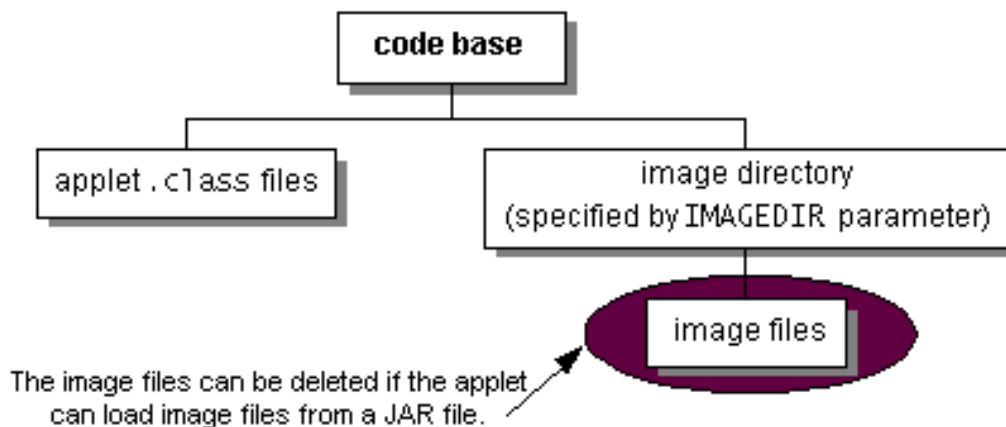 code base
applet .class files
image directory
(specified by IMAGEDIR parameter)
image files
The image files can be deleted if the applet
can load image files from a JAR file.